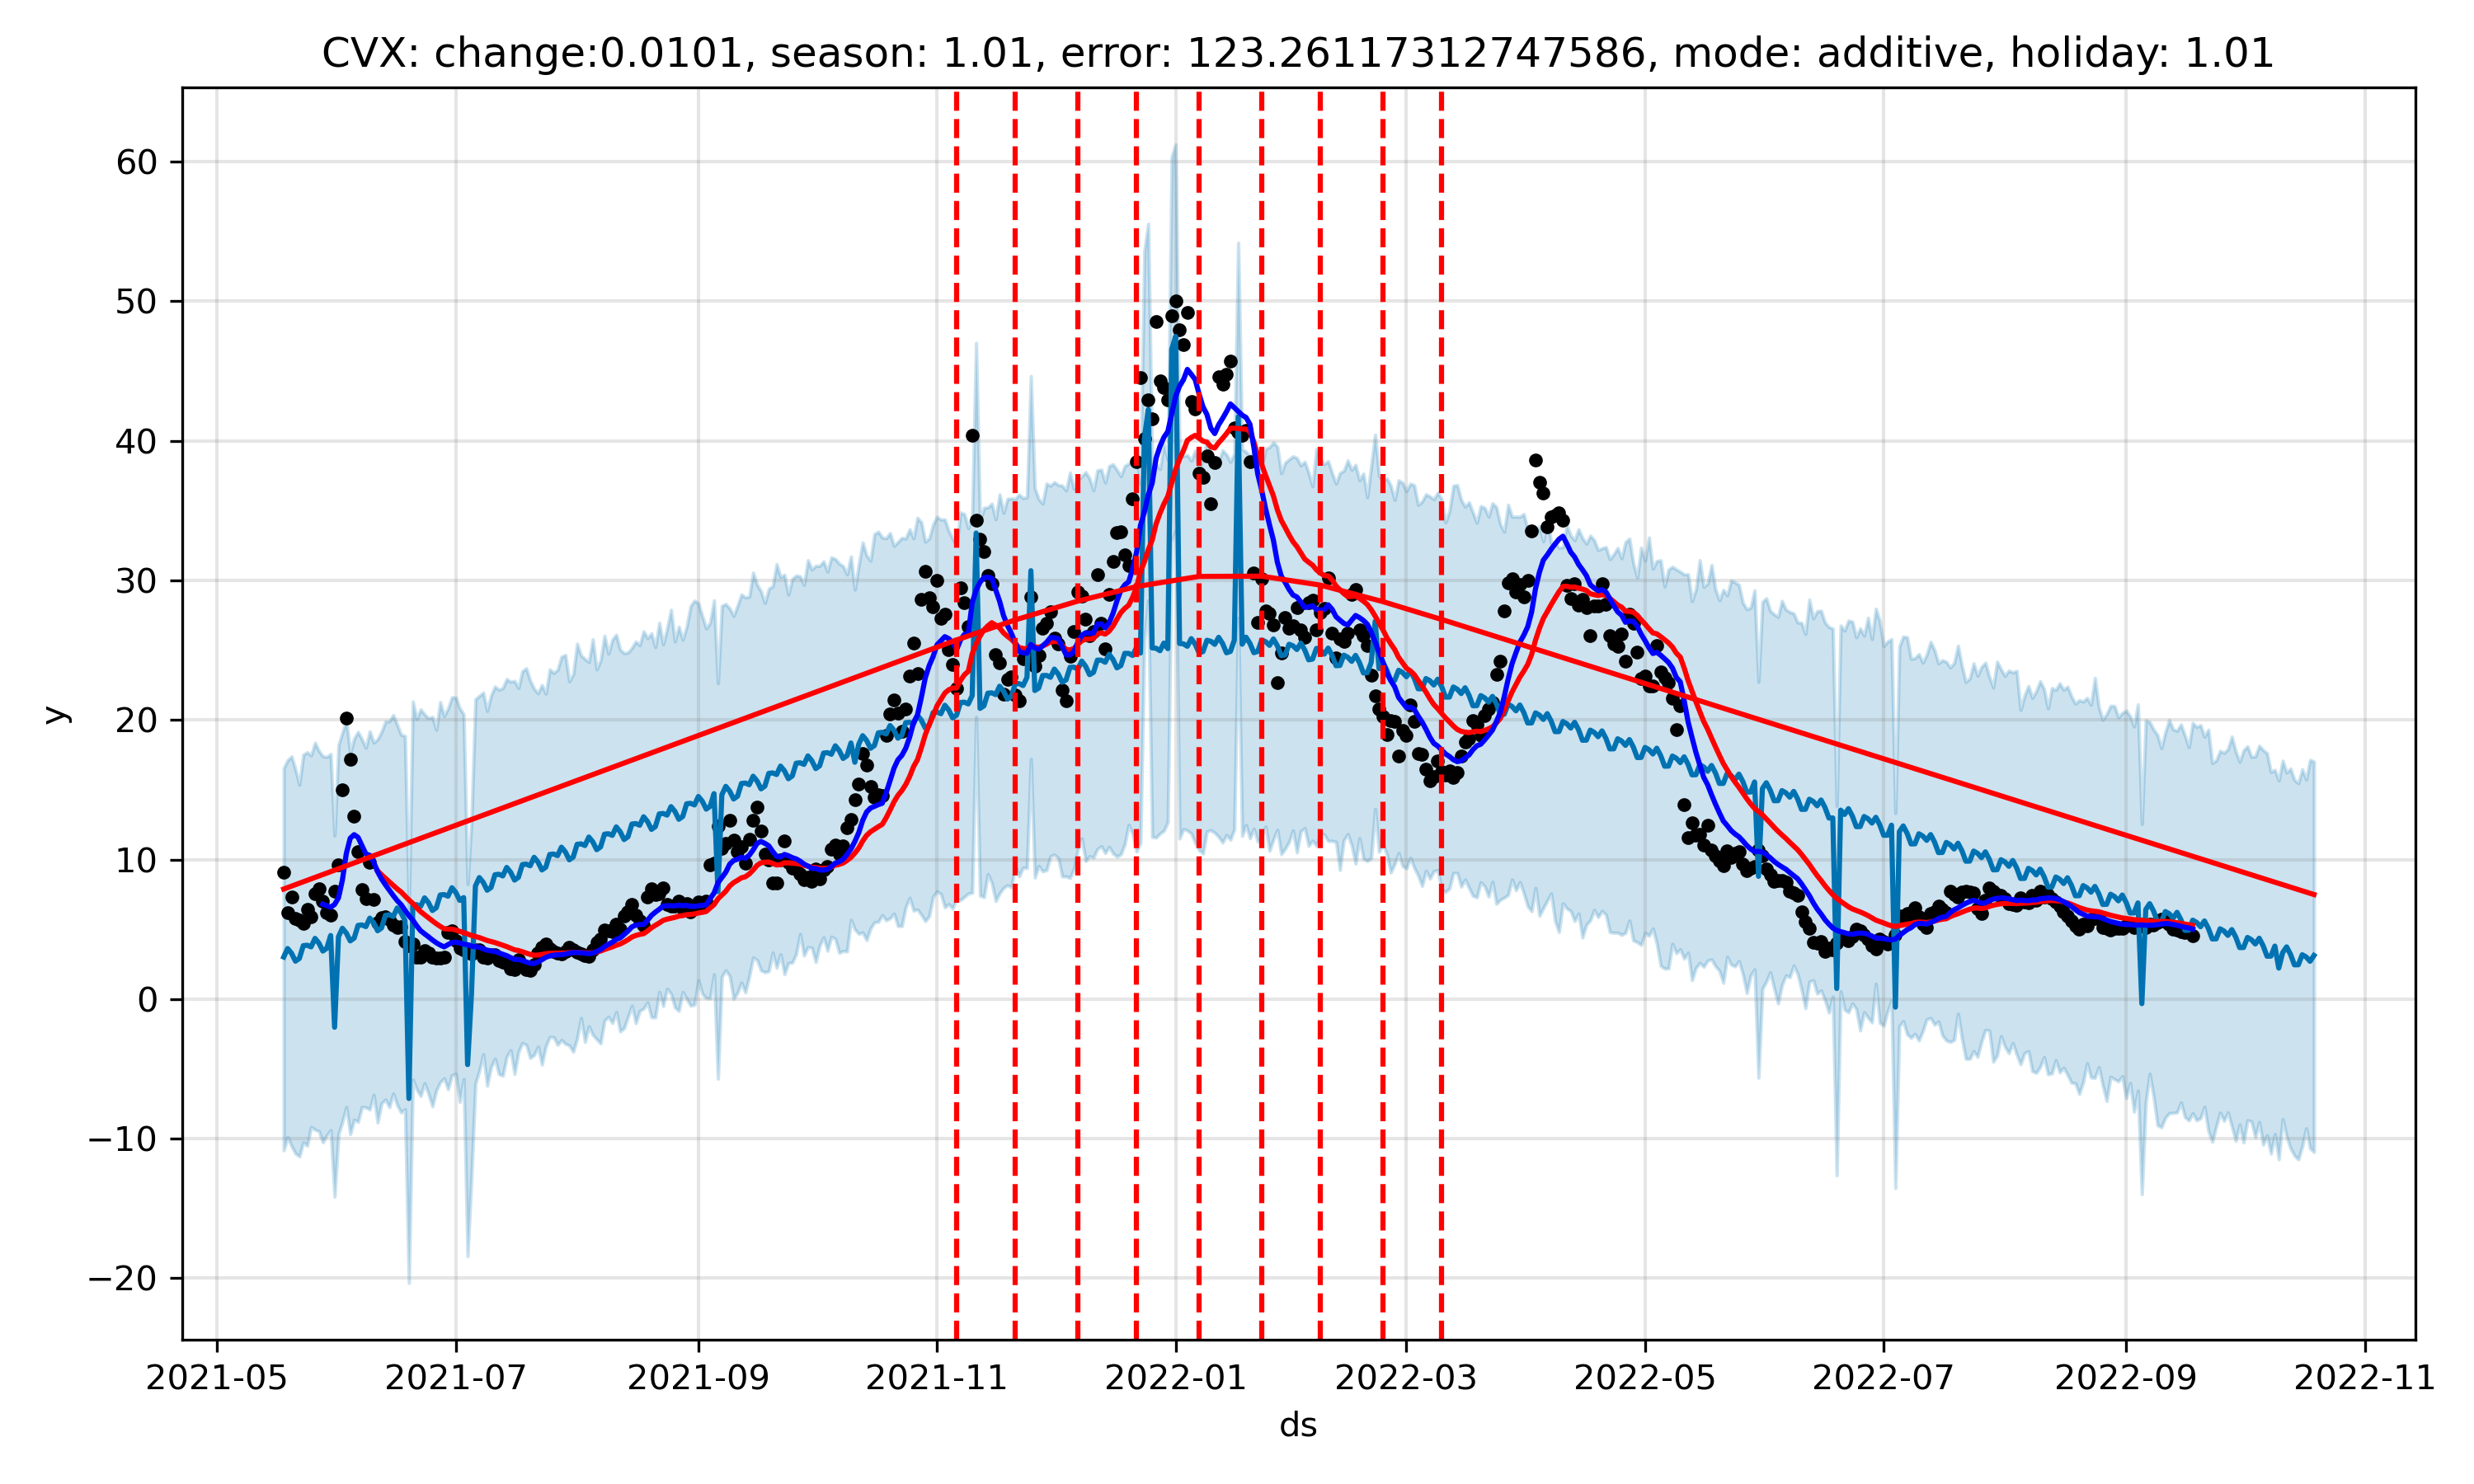 CVX: change:0.0101, season: 1.01, error: 123.26117312747586, mode: additive, holiday: 1.01
60
50
40
30
20
10
0
−10
−20
y
2021-05 2021-07 2021-09 2021-11 2022-01 2022-03 2022-05 2022-07 2022-09 2022-11
ds